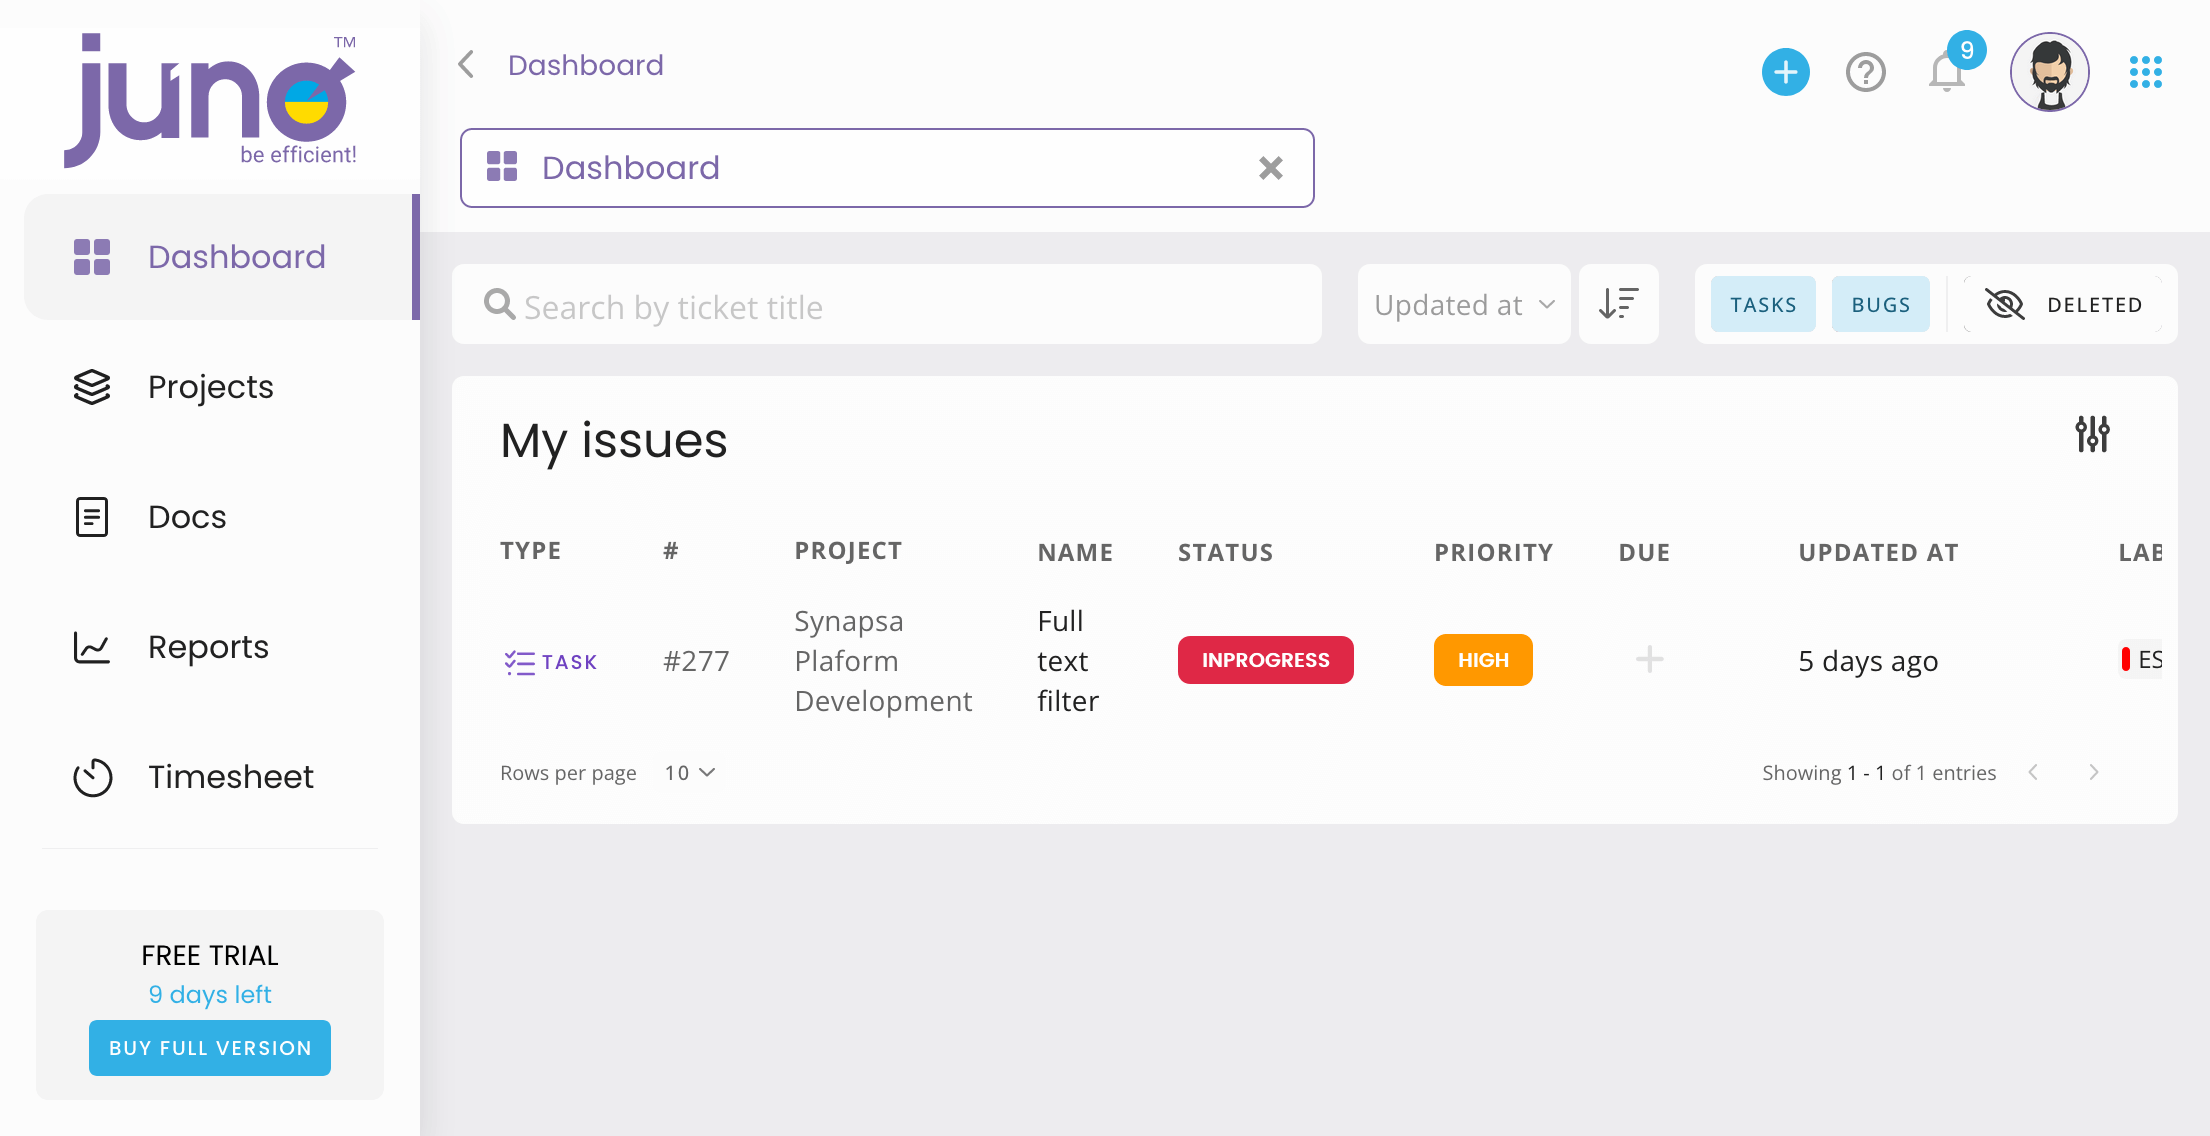 juno TM
be efficient!
Dashboard
Projects
Docs
Reports
Timesheet
FREE TRIAL
9 days left
BUY FULL VERSION
Dashboard
9
Dashboard
Search by ticket title
Updated at
TASKS
BUGS
DELETED
My issues
TYPE # PROJECT NAME STATUS PRIORITY DUE UPDATED AT LAB
TASK #277 Synapsa Plaform Development Full text filter INPROGRESS HIGH 5 days ago ES
Rows per page 10
Showing 1 - 1 of 1 entries